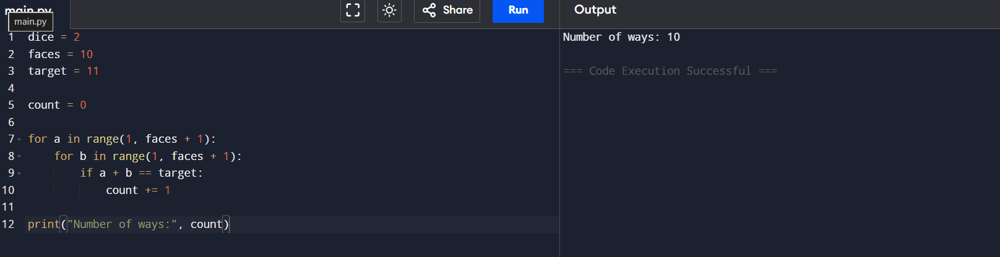 main.py
main.py
Share
Run
Output
1 dice = 2
2 faces = 10
3 target = 11
4
5 count = 0
6
7 for a in range(1, faces + 1):
8     for b in range(1, faces + 1):
9         if a + b == target:
10             count += 1
11
12 print("Number of ways:", count)
Number of ways: 10
=== Code Execution Successful ===